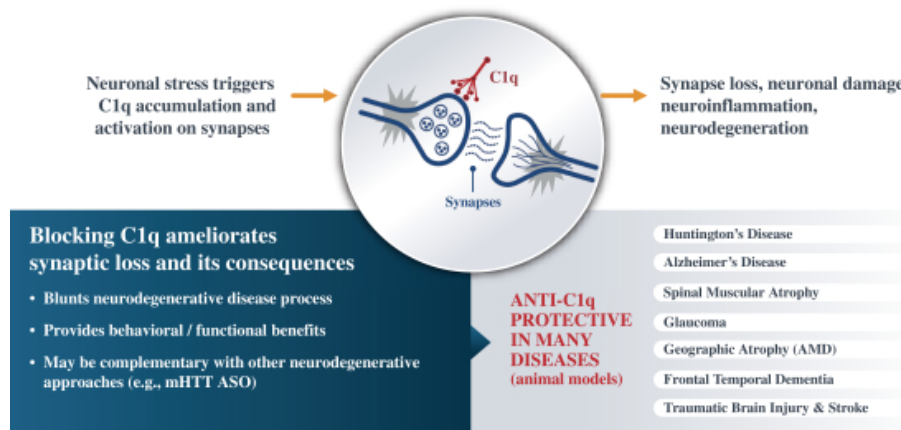 Neuronal stress triggers
C1q accumulation and
activation on synapses
C1q
Synapses
Synapse loss, neuronal damage
neuroinflammation,
neurodegeneration
Blocking C1q ameliorates
synaptic loss and its consequences
• Blunts neurodegenerative disease process
• Provides behavioral / functional benefits
• May be complementary with other neurodegenerative
approaches (e.g., mHTT ASO)
ANTI-C1q
PROTECTIVE
IN MANY
DISEASES
(animal models)
Huntington's Disease
Alzheimer's Disease
Spinal Muscular Atrophy
Glaucoma
Geographic Atrophy (AMD)
Frontal Temporal Dementia
Traumatic Brain Injury & Stroke